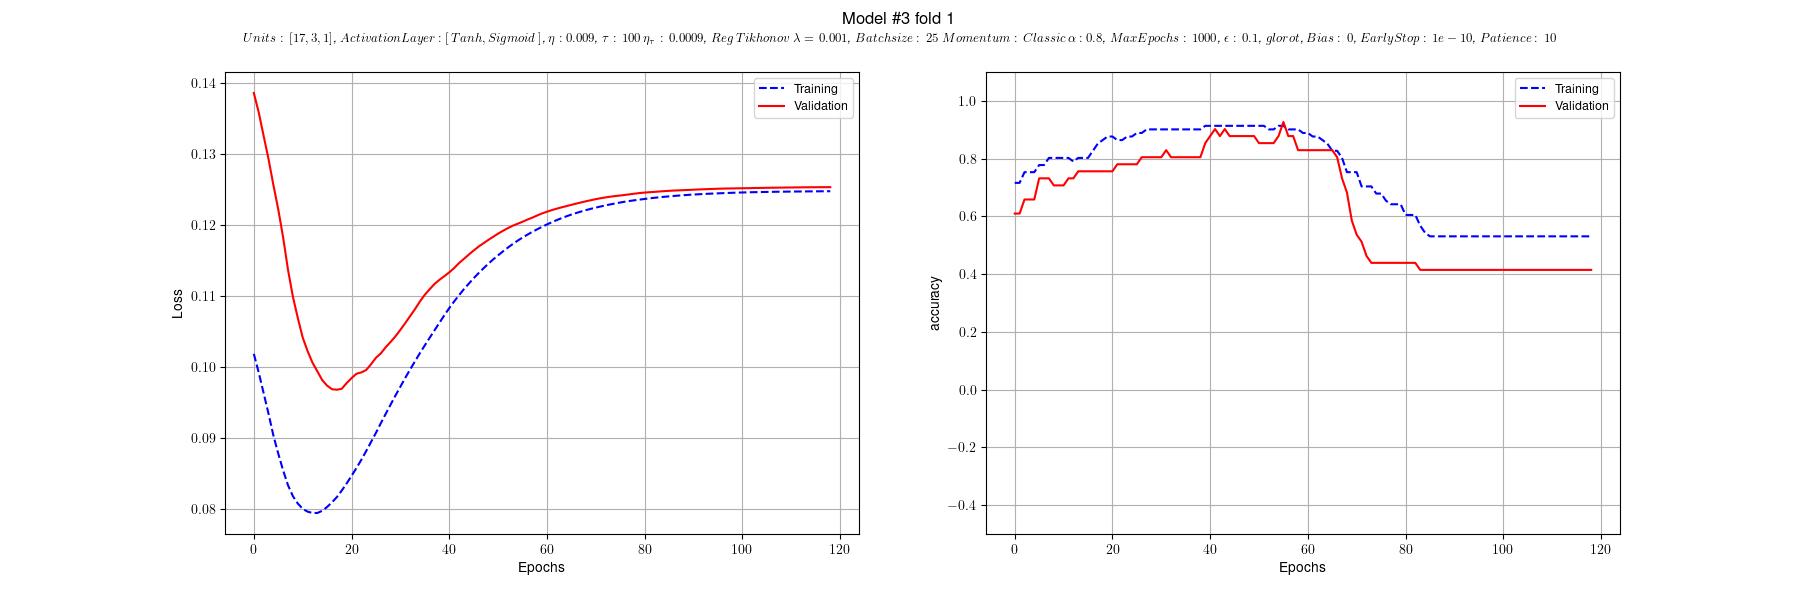 Model #3 fold 1
Units : [17, 3, 1], ActivationLayer : [ Tanh, Sigmoid ], η : 0.009, τ : 100 η_τ : 0.0009, Reg Tikhonov λ = 0.001, Batchsize : 25 Momentum : Classic α : 0.8, MaxEpochs : 1000, ϵ : 0.1, glorot, Bias : 0, EarlyStop : 1e − 10, Patience : 10
0.14
0.13
0.12
0.11
0.10
0.09
0.08
Loss
0 20 40 60 80 100 120
Epochs
Training
Validation
1.0
0.8
0.6
0.4
0.2
0.0
−0.2
−0.4
accuracy
0 20 40 60 80 100 120
Epochs
Training
Validation